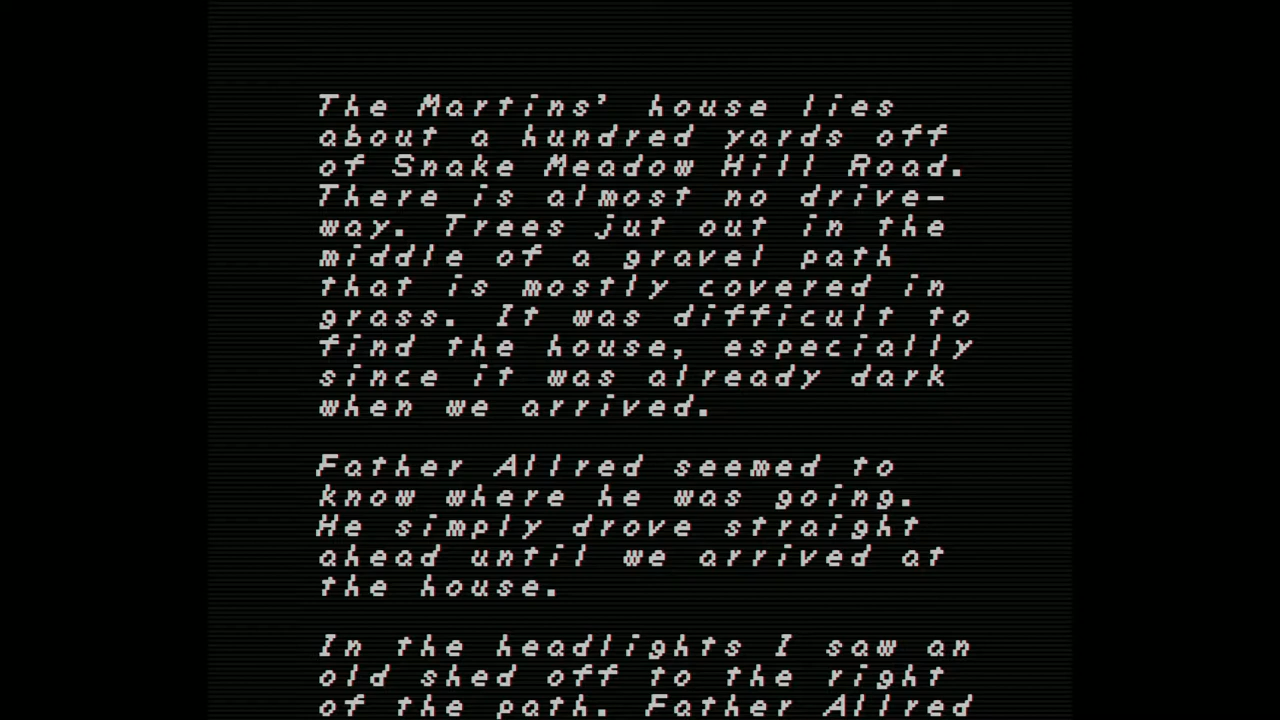 The Martins' house lies
about a hundred yards off
of Snake Meadow Hill Road.
There is almost no drive-
way. Trees jut out in the
middle of a gravel path
that is mostly covered in
grass. It was difficult to
find the house, especially
since it was already dark
when we arrived.
Father Allred seemed to
know where he was going.
He simply drove straight
ahead until we arrived at
the house.
In the headlights I saw an
old shed off to the right
of the path. Father Allred